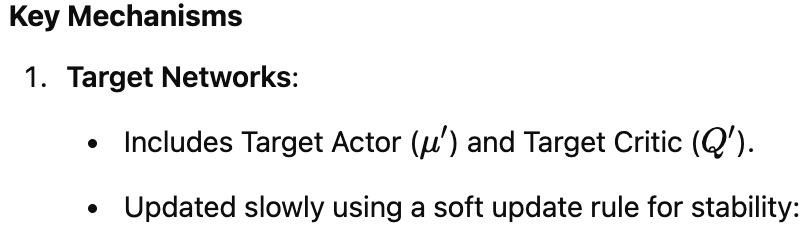 Key Mechanisms
1. Target Networks:
• Includes Target Actor (μ′) and Target Critic (Q′).
• Updated slowly using a soft update rule for stability: